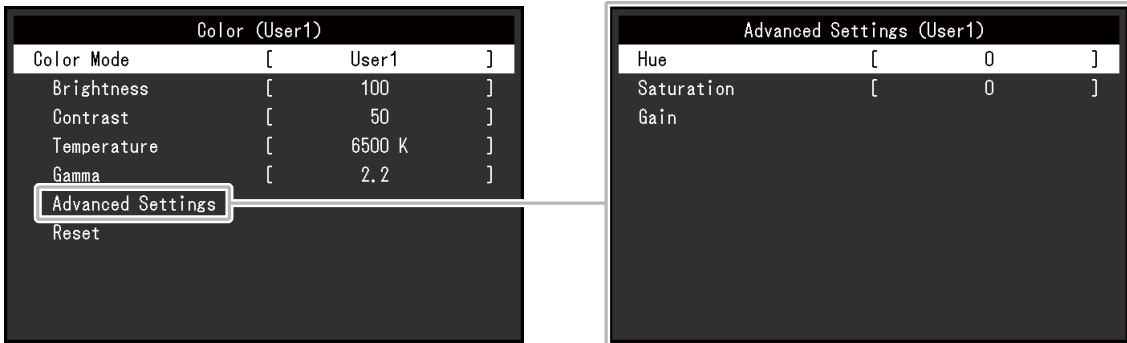 Color (User1)
Color Mode [ User1 ]
Brightness [ 100 ]
Contrast [ 50 ]
Temperature [ 6500 K ]
Gamma [ 2.2 ]
Advanced Settings
Reset
Advanced Settings (User1)
Hue [ 0 ]
Saturation [ 0 ]
Gain